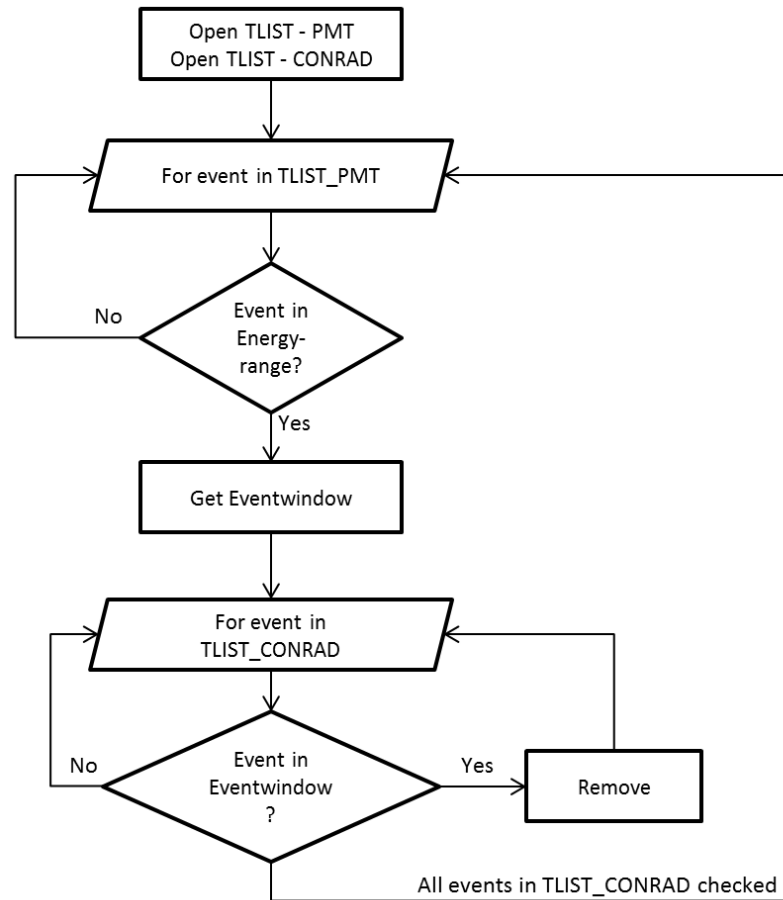 Open TLIST - PMT
Open TLIST - CONRAD
For event in TLIST_PMT
No
Event in
Energy-
range?
Yes
Get Eventwindow
For event in
TLIST_CONRAD
No
Event in
Eventwindow
?
Yes
Remove
All events in TLIST_CONRAD checked